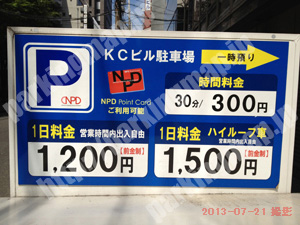 KCビル駐車場
一時預り
P
NPD
NPD
NPD Point Card
ご利用可能
時間料金
30分/300円
1日料金 営業時間内出入自由
1,200円【前金制】
1日料金 ハイルーフ車
営業時間内出入自由
1,500円【前金制】
2013-07-21 撮影